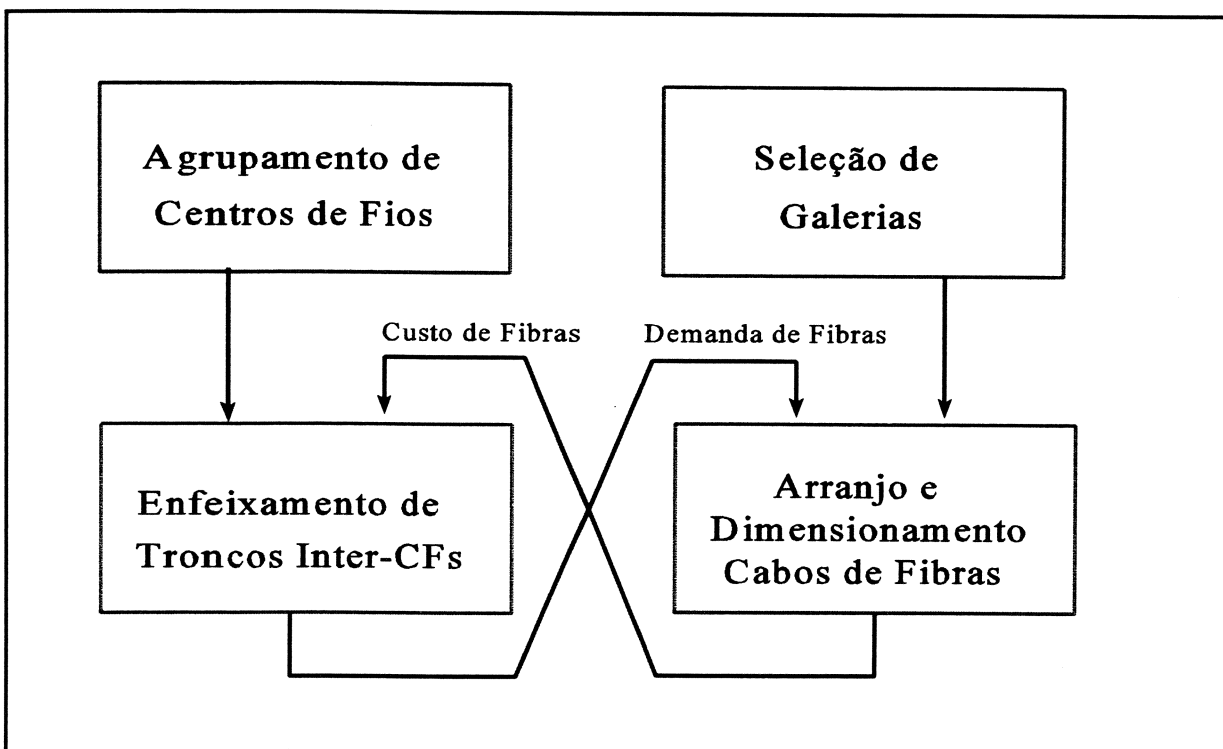 Agrupamento de
Centros de Fios
Seleção de
Galerias
Custo de Fibras
Demanda de Fibras
Enfeixamento de
Troncos Inter-CFs
Arranjo e
Dimensionamento
Cabos de Fibras